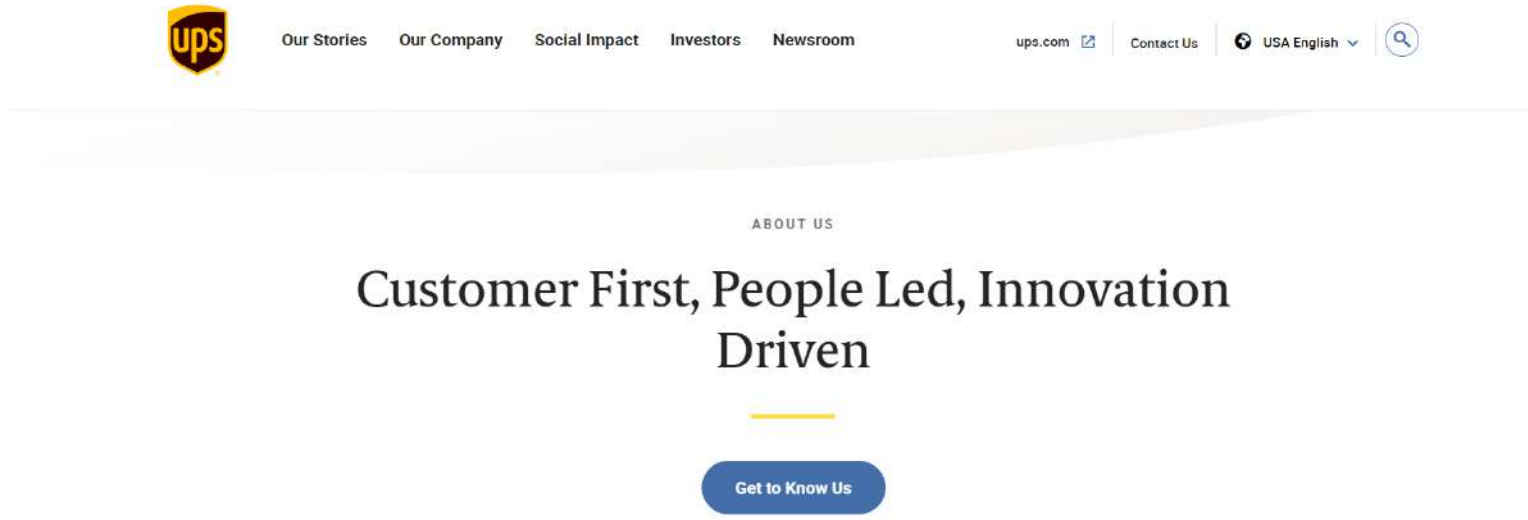 ups
Our Stories Our Company Social Impact Investors Newsroom ups.com Contact Us USA English
ABOUT US
Customer First, People Led, Innovation
Driven
Get to Know Us